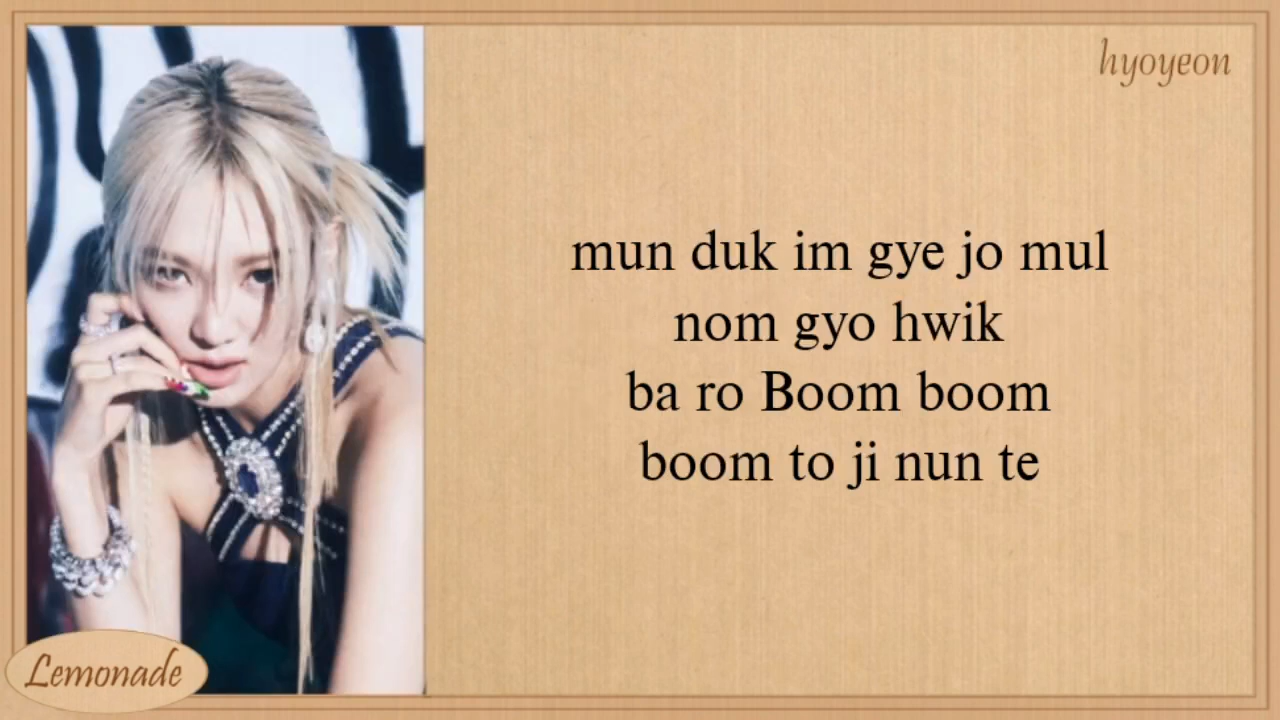 hyoyeon
mun duk im gye jo mul
nom gyo hwik
ba ro Boom boom
boom to ji nun te
Lemonade